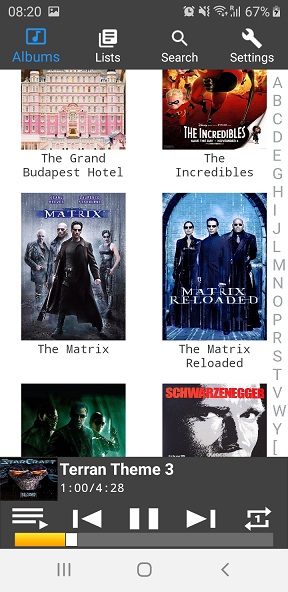 08:20
67%
Albums
Lists
Search
Settings
THE INCREDIBLES
The Grand
Budapest Hotel
The
Incredibles
MATRIX
MATRIX
RELOADED
The Matrix
The Matrix
Reloaded
SCHWARZENEGGER
A
B
C
D
E
G
H
I
J
L
M
N
O
P
R
S
T
V
W
Y
[
STARCRAFT
Terran Theme 3
1:00/4:28
1